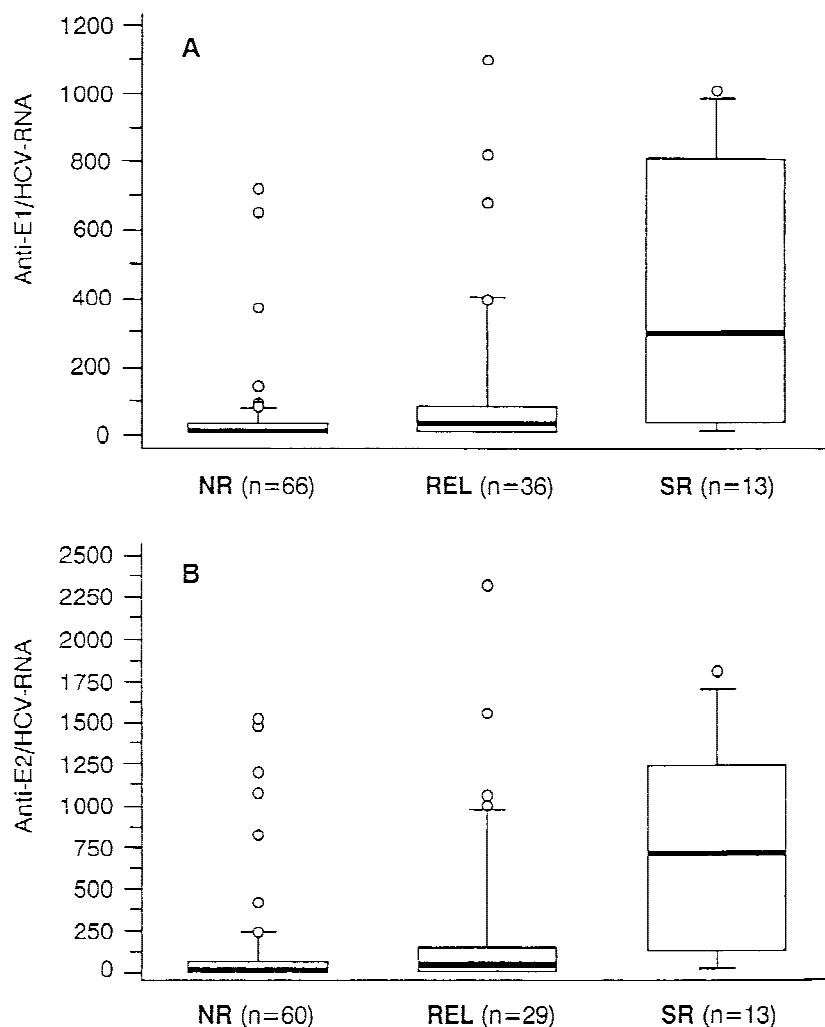 A
Anti-E1/HCV-RNA
1200
1000
800
600
400
200
0
NR (n=66)
REL (n=36)
SR (n=13)
B
Anti-E2/HCV-RNA
2500
2250
2000
1750
1500
1250
1000
750
500
250
0
NR (n=60)
REL (n=29)
SR (n=13)